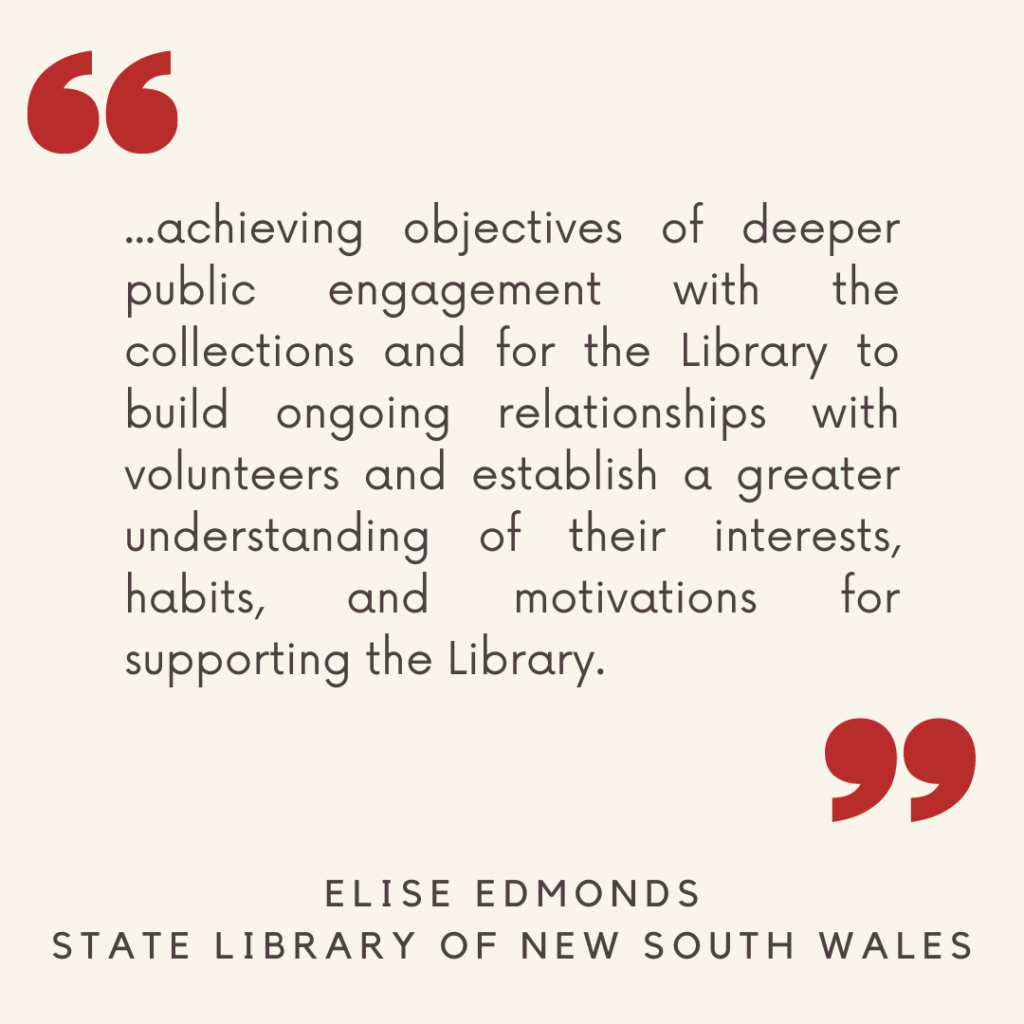 “
...achieving objectives of deeper
public engagement with the
collections and for the Library to
build ongoing relationships with
volunteers and establish a greater
understanding of their interests,
habits, and motivations for
supporting the Library.
”
ELISE EDMONDS
STATE LIBRARY OF NEW SOUTH WALES